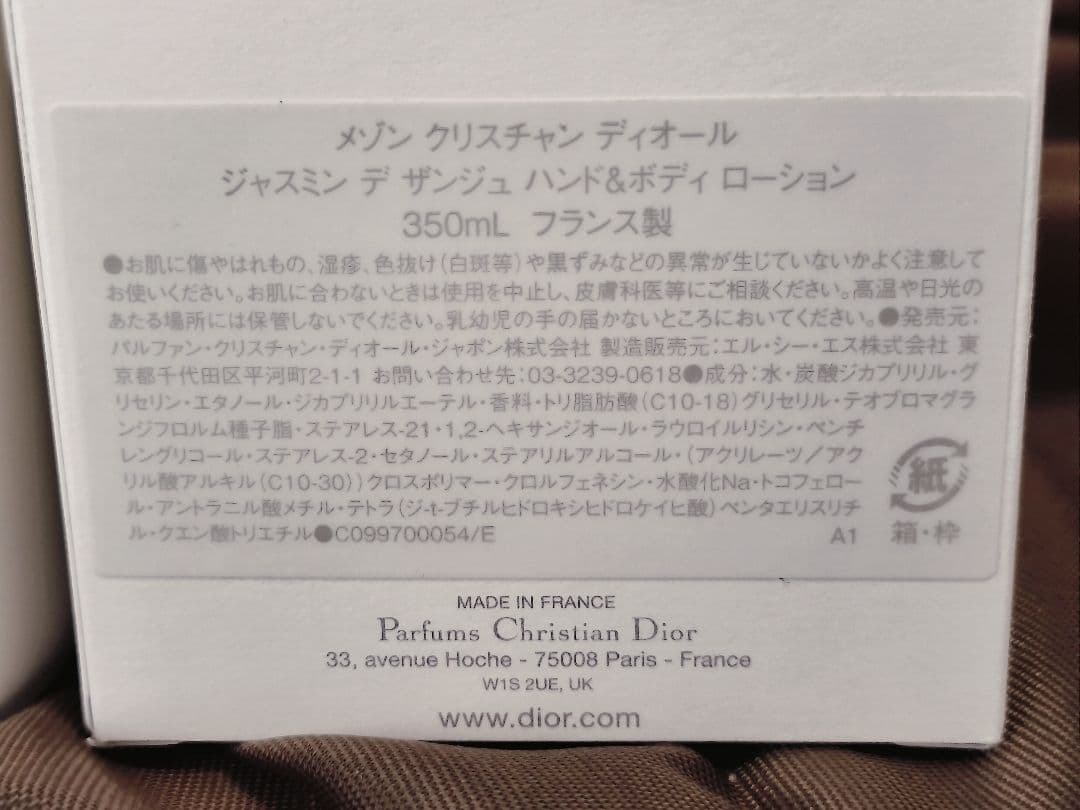 メゾン クリスチャン ディオール
ジャスミン デ ザンジュ ハンド&ボディ ローション
350mL フランス製
●お肌に傷やはれもの、湿疹、色抜け(白斑等)や黒ずみなどの異常が生じていないかよく注意して
お使いください。お肌に合わないときは使用を中止し、皮膚科医等にご相談ください。高温や日光の
あたる場所には保管しないでください。乳幼児の手の届かないところにおいてください。●発売元：
パルファン・クリスチャン・ディオール・ジャポン株式会社 製造販売元：エル・シー・エス株式会社 東
京都千代田区平河町2-1-1 お問い合わせ先：03-3239-0618●成分：水・炭酸ジカプリリル・グ
リセリン・エタノール・ジカプリリルエーテル・香料・トリ脂肪酸(C10-18)グリセリル・テオブロマグラ
ンジフロルム種子脂・ステアレス-21・1,2-ヘキサンジオール・ラウロイルリシン・ペンチ
レングリコール・ステアレス-2・セタノール・ステアリルアルコール・(アクリレーツ／アク
リル酸アルキル(C10-30))クロスポリマー・クロルフェネシン・水酸化Na・トコフェロー
ル・アントラニル酸メチル・テトラ(ジ-t-ブチルヒドロキシヒドロケイヒ酸)ペンタエリスリチ
ル・クエン酸トリエチル●C099700054/E
A1
紙
箱・枠
MADE IN FRANCE
Parfums Christian Dior
33, avenue Hoche - 75008 Paris - France
W1S 2UE, UK
www.dior.com